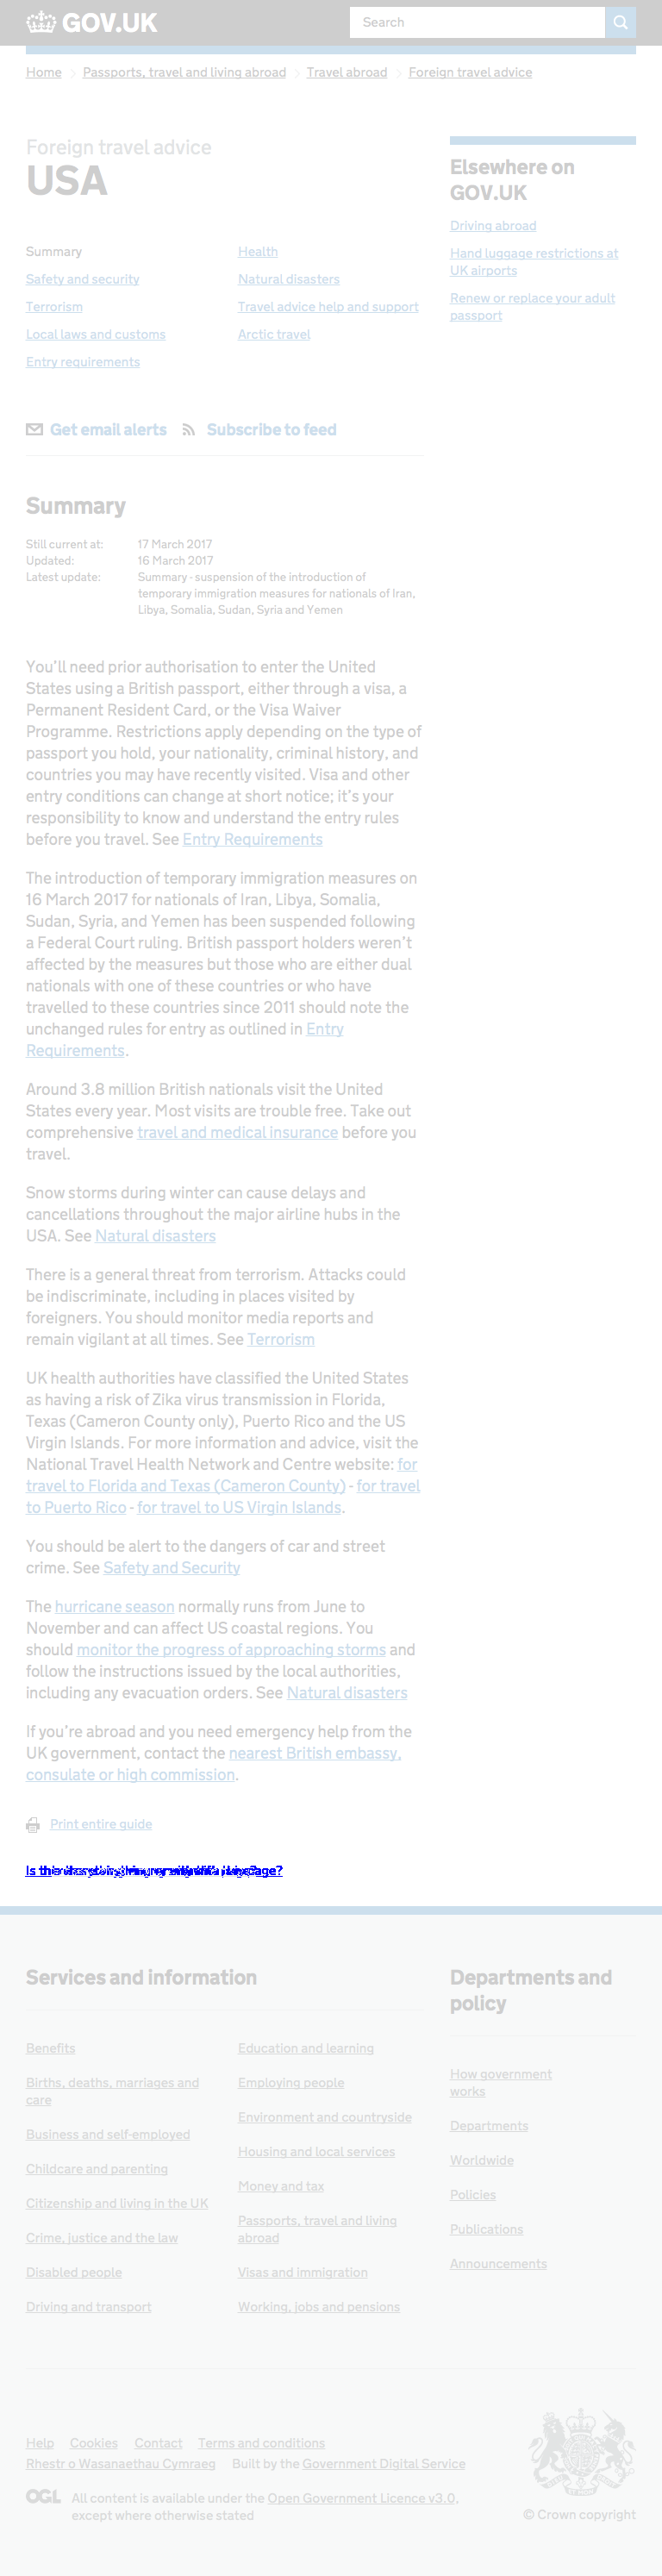 GOV.UK
Search
Home
Passports, travel and living abroad
Travel abroad
Foreign travel advice
Foreign travel advice
USA
Summary
Safety and security
Terrorism
Local laws and customs
Entry requirements
Health
Natural disasters
Travel advice help and support
Arctic travel
Elsewhere on
GOV.UK
Driving abroad
Hand luggage restrictions at
UK airports
Renew or replace your adult
passport
Get email alerts
Subscribe to feed
Summary
Still current at: 17 March 2017
Updated: 16 March 2017
Latest update: Summary - suspension of the introduction of
temporary immigration measures for nationals of Iran,
Libya, Somalia, Sudan, Syria and Yemen
You’ll need prior authorisation to enter the United
States using a British passport, either through a visa, a
Permanent Resident Card, or the Visa Waiver
Programme. Restrictions apply depending on the type of
passport you hold, your nationality, criminal history, and
countries you may have recently visited. Visa and other
entry conditions can change at short notice; it’s your
responsibility to know and understand the entry rules
before you travel. See Entry Requirements
The introduction of temporary immigration measures on
16 March 2017 for nationals of Iran, Libya, Somalia,
Sudan, Syria, and Yemen has been suspended following
a Federal Court ruling. British passport holders weren’t
affected by the measures but those who are either dual
nationals with one of these countries or who have
travelled to these countries since 2011 should note the
unchanged rules for entry as outlined in Entry
Requirements.
Around 3.8 million British nationals visit the United
States every year. Most visits are trouble free. Take out
comprehensive travel and medical insurance before you
travel.
Snow storms during winter can cause delays and
cancellations throughout the major airline hubs in the
USA. See Natural disasters
There is a general threat from terrorism. Attacks could
be indiscriminate, including in places visited by
foreigners. You should monitor media reports and
remain vigilant at all times. See Terrorism
UK health authorities have classified the United States
as having a risk of Zika virus transmission in Florida,
Texas (Cameron County only), Puerto Rico and the US
Virgin Islands. For more information and advice, visit the
National Travel Health Network and Centre website: for
travel to Florida and Texas (Cameron County) - for travel
to Puerto Rico - for travel to US Virgin Islands.
You should be alert to the dangers of car and street
crime. See Safety and Security
The hurricane season normally runs from June to
November and can affect US coastal regions. You
should monitor the progress of approaching storms and
follow the instructions issued by the local authorities,
including any evacuation orders. See Natural disasters
If you’re abroad and you need emergency help from the
UK government, contact the nearest British embassy,
consulate or high commission.
Print entire guide
Services and information
Benefits
Births, deaths, marriages and
care
Business and self-employed
Childcare and parenting
Citizenship and living in the UK
Crime, justice and the law
Disabled people
Driving and transport
Education and learning
Employing people
Environment and countryside
Housing and local services
Money and tax
Passports, travel and living
abroad
Visas and immigration
Working, jobs and pensions
Departments and
policy
How government
works
Departments
Worldwide
Policies
Publications
Announcements
Help Cookies Contact Terms and conditions
Rhestr o Wasanaethau Cymraeg Built by the Government Digital Service
OGL
All content is available under the Open Government Licence v3.0,
except where otherwise stated
© Crown copyright